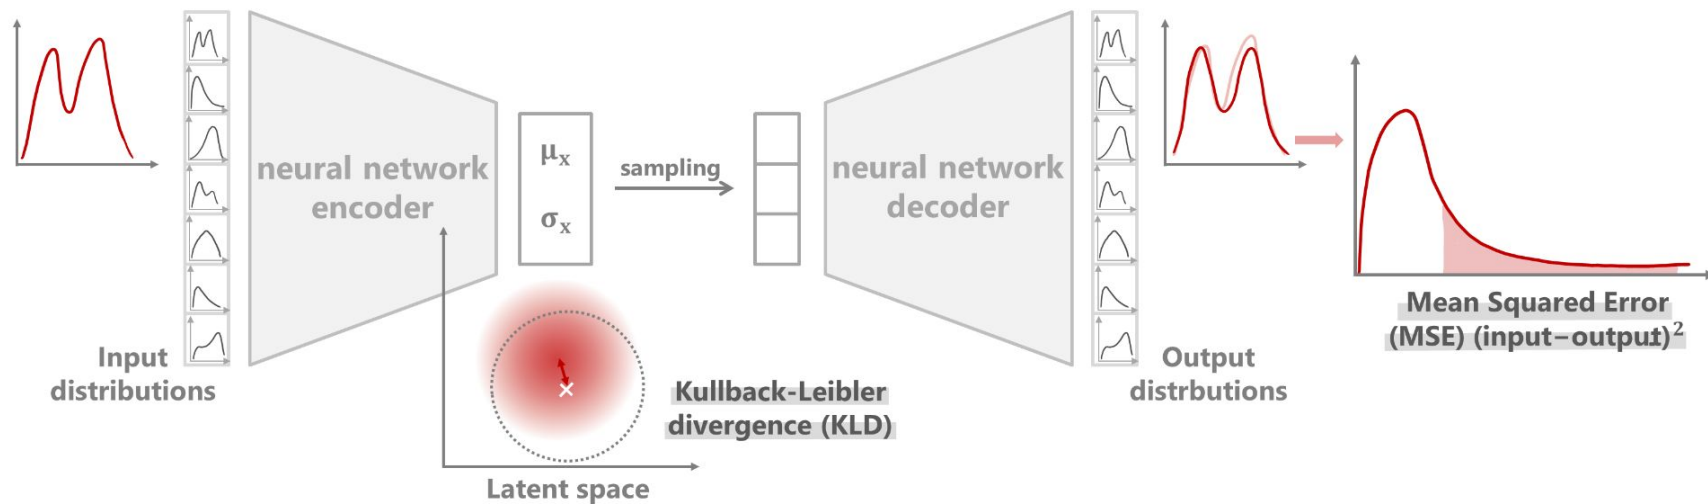 neural network
encoder
μx
σx
sampling
neural network
decoder
Input
distributions
Kullback-Leibler
divergence (KLD)
Latent space
Output
distrbutions
Mean Squared Error
(MSE) (input−output)²